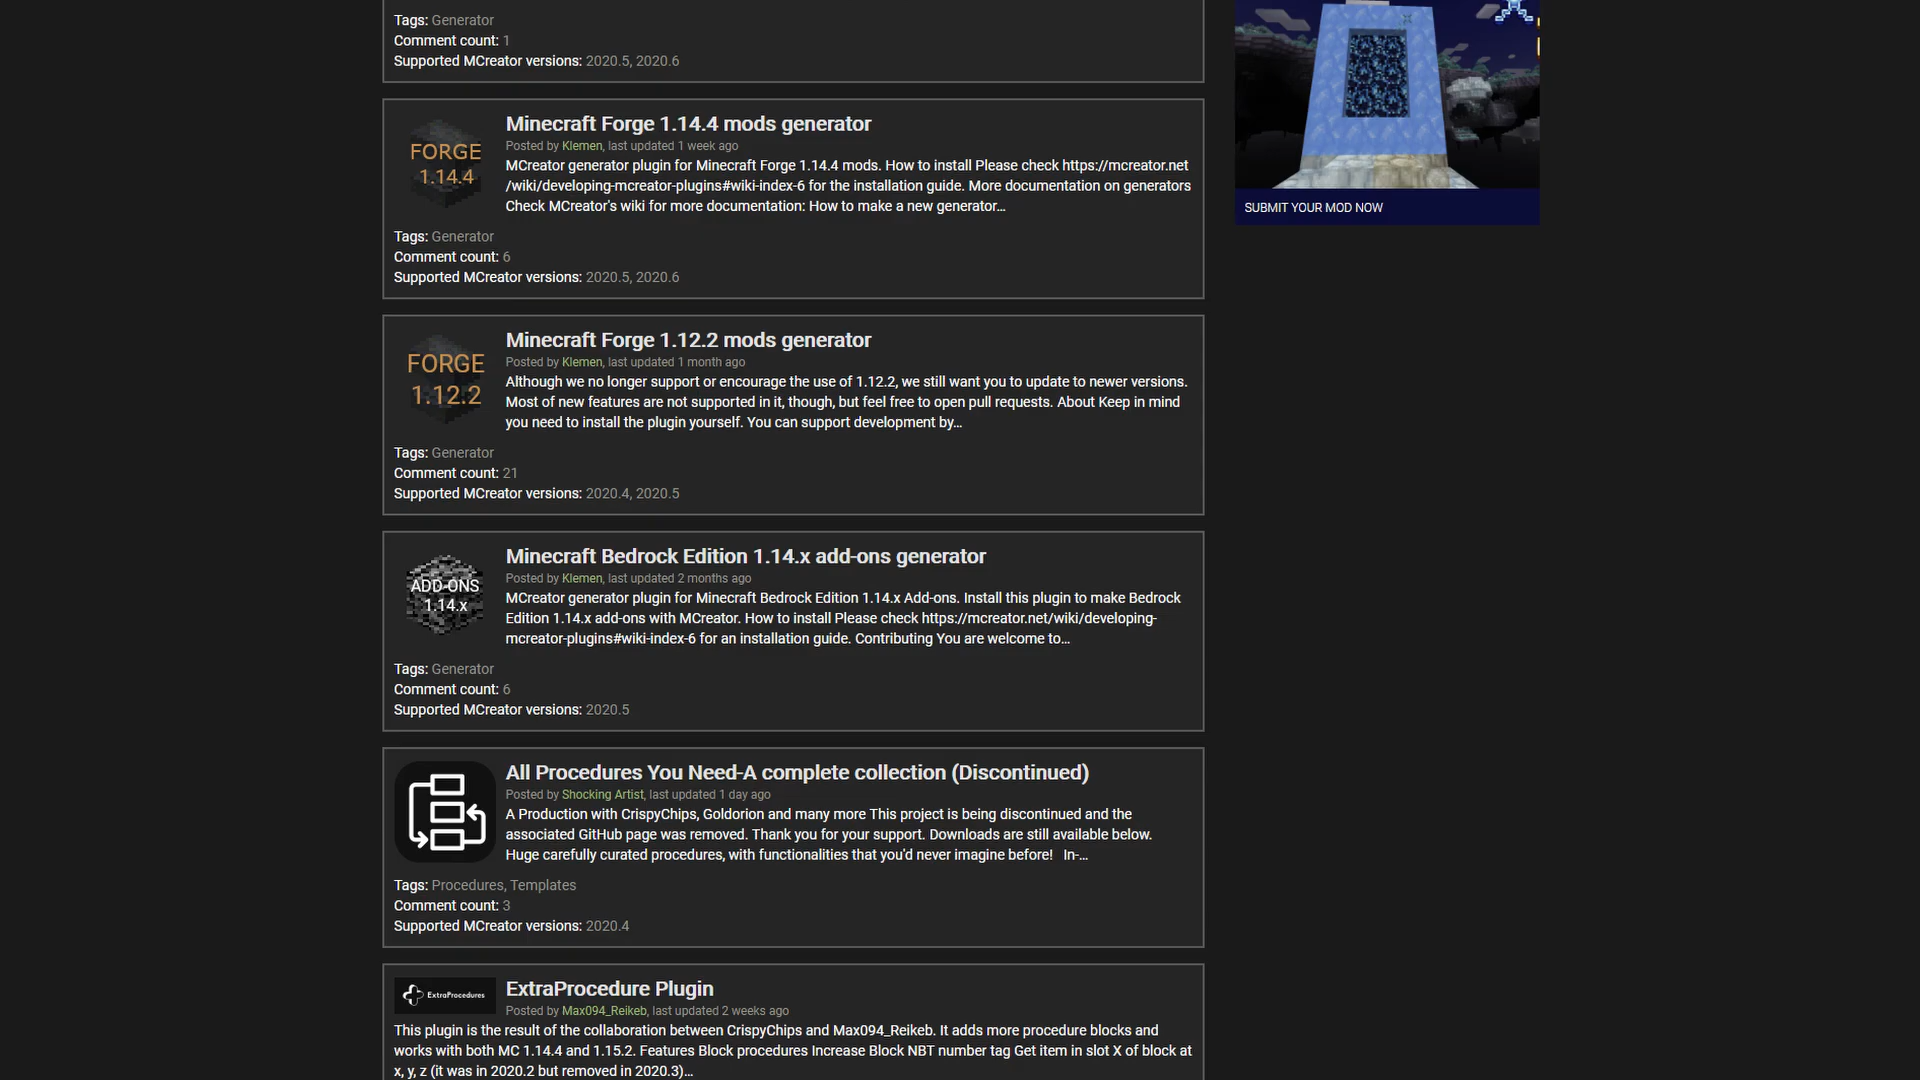 Tags: Generator
Comment count: 1
Supported MCreator versions: 2020.5, 2020.6
FORGE
1.14.4
Minecraft Forge 1.14.4 mods generator
Posted by Klemen, last updated 1 week ago
MCreator generator plugin for Minecraft Forge 1.14.4 mods. How to install Please check https://mcreator.net
/wiki/developing-mcreator-plugins#wiki-index-6 for the installation guide. More documentation on generators
Check MCreator's wiki for more documentation: How to make a new generator...
Tags: Generator
Comment count: 6
Supported MCreator versions: 2020.5, 2020.6
FORGE
1.12.2
Minecraft Forge 1.12.2 mods generator
Posted by Klemen, last updated 1 month ago
Although we no longer support or encourage the use of 1.12.2, we still want you to update to newer versions.
Most of new features are not supported in it, though, but feel free to open pull requests. About Keep in mind
you need to install the plugin yourself. You can support development by...
Tags: Generator
Comment count: 21
Supported MCreator versions: 2020.4, 2020.5
ADD-ONS
1.14.x
Minecraft Bedrock Edition 1.14.x add-ons generator
Posted by Klemen, last updated 2 months ago
MCreator generator plugin for Minecraft Bedrock Edition 1.14.x Add-ons. Install this plugin to make Bedrock
Edition 1.14.x add-ons with MCreator. How to install Please check https://mcreator.net/wiki/developing-
mcreator-plugins#wiki-index-6 for an installation guide. Contributing You are welcome to...
Tags: Generator
Comment count: 6
Supported MCreator versions: 2020.5
All Procedures You Need-A complete collection (Discontinued)
Posted by Shocking Artist, last updated 1 day ago
A Production with CrispyChips, Goldorion and many more This project is being discontinued and the
associated GitHub page was removed. Thank you for your support. Downloads are still available below.
Huge carefully curated procedures, with functionalities that you'd never imagine before! In-...
Tags: Procedures, Templates
Comment count: 3
Supported MCreator versions: 2020.4
ExtraProcedures
ExtraProcedure Plugin
Posted by Max094_Reikeb, last updated 2 weeks ago
This plugin is the result of the collaboration between CrispyChips and Max094_Reikeb. It adds more procedure blocks and
works with both MC 1.14.4 and 1.15.2. Features Block procedures Increase Block NBT number tag Get item in slot X of block at
x, y, z (it was in 2020.2 but removed in 2020.3)...
SUBMIT YOUR MOD NOW